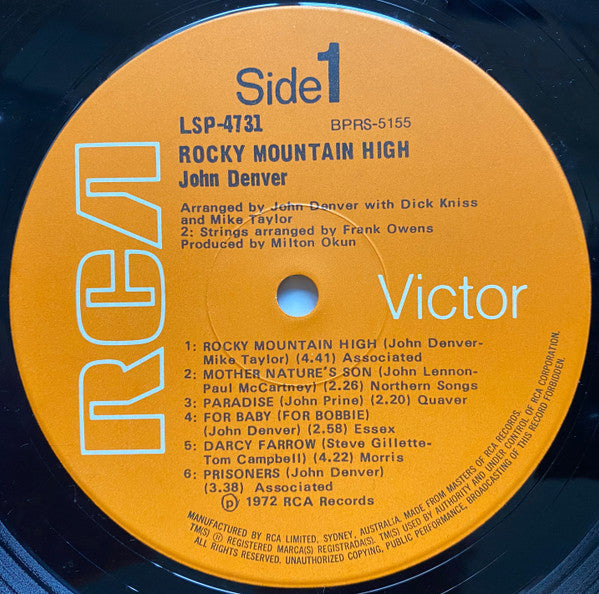 Side 1
LSP-4731 BPRS-5155
ROCKY MOUNTAIN HIGH
John Denver
Arranged by John Denver with Dick Kniss
and Mike Taylor
2: Strings arranged by Frank Owens
Produced by Milton Okun
RCA
Victor
1: ROCKY MOUNTAIN HIGH (John Denver-
Mike Taylor) (4.41) Associated
2: MOTHER NATURE'S SON (John Lennon-
Paul McCartney) (2.26) Northern Songs
3: PARADISE (John Prine) (2.20) Quaver
4: FOR BABY (FOR BOBBIE)
(John Denver) (2.58) Essex
5: DARCY FARROW (Steve Gillette-
Tom Campbell) (4.22) Morris
6: PRISONERS (John Denver)
(3.38) Associated
℗ 1972 RCA Records
MANUFACTURED BY RCA LIMITED, SYDNEY, AUSTRALIA. MADE FROM MASTERS OF RCA RECORDS.
TM(S) ® REGISTERED MARCA(S) REGISTRADA(S). TM(S) USED BY AUTHORITY AND UNDER CONTROL OF RCA CORPORATION.
ALL RIGHTS RESERVED. UNAUTHORIZED COPYING, PUBLIC PERFORMANCE, BROADCASTING OF THIS RECORD FORBIDDEN.